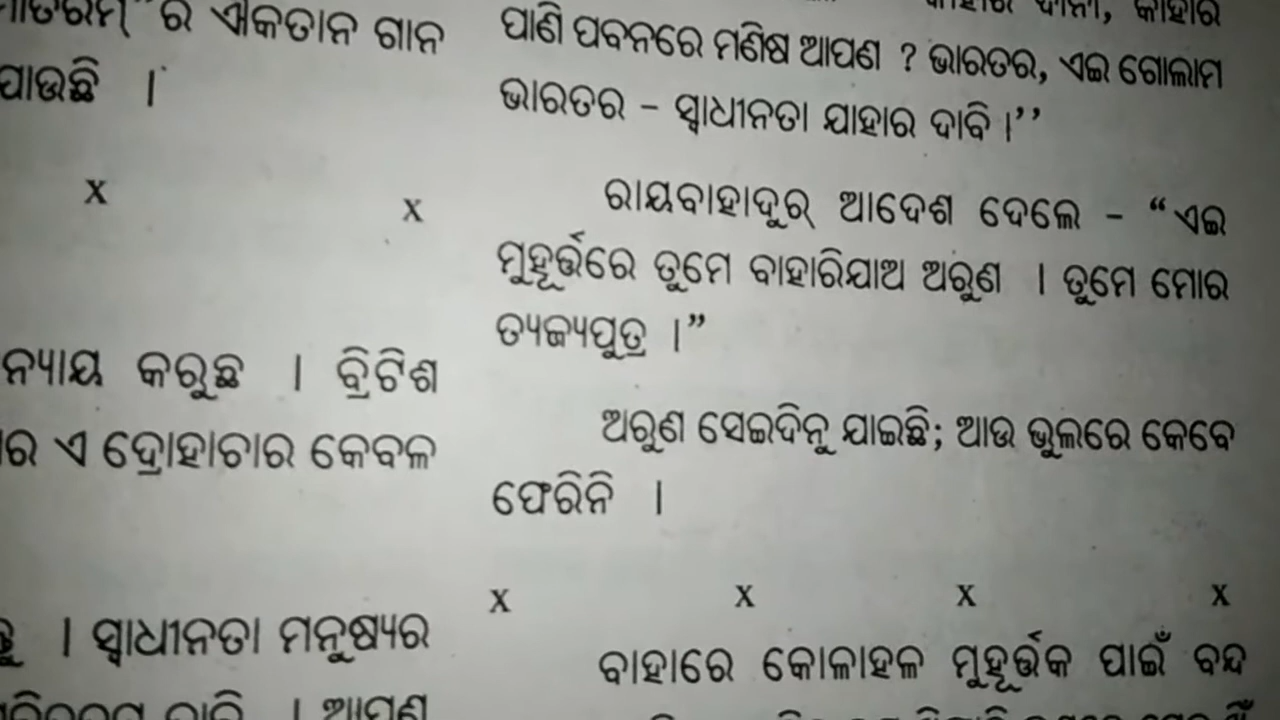 ର ଐକତାନ ଗାନ
ଯାଉଛି ।
x x
ନ୍ୟାୟ କରୁଛ । ବ୍ରିଟିଶ
ଏ ଦ୍ରୋହାଚାର କେବଳ
। ସ୍ୱାଧୀନତା ମନୁଷ୍ୟର
। ଆପଣ
କାହାର
ପାଣି ପବନରେ ମଣିଷ ଆପଣ ? ଭାରତର, ଏଇ ଗୋଲାମ
ଭାରତର – ସ୍ୱାଧୀନତା ଯାହାର ଦାବି ।’’
ରାୟବାହାଦୁର୍ ଆଦେଶ ଦେଲେ – “ଏଇ
ମୁହୂର୍ତ୍ତରେ ତୁମେ ବାହାରିଯାଅ ଅରୁଣ । ତୁମେ ମୋର
ତ୍ୟଜ୍ୟପୁତ୍ର ।”
ଅରୁଣ ସେଇଦିନୁ ଯାଇଛି; ଆଉ ଭୁଲରେ କେବେ
ଫେରିନି ।
x x x x
ବାହାରେ କୋଳାହଳ ମୁହୂର୍ତ୍ତକ ପାଇଁ ବନ୍ଦ